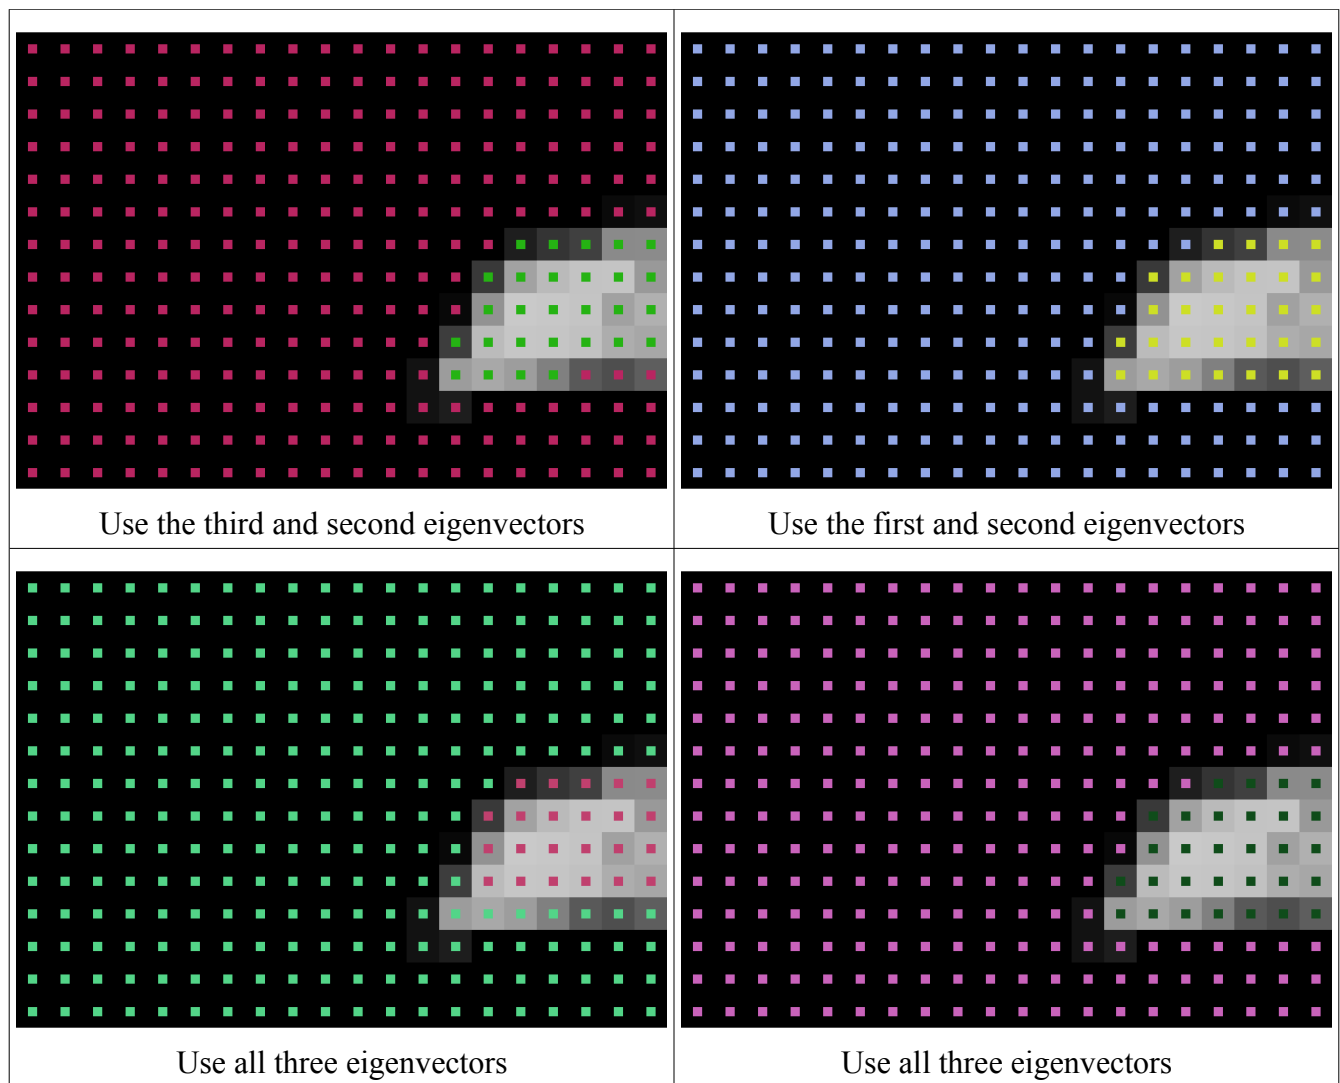 Use the third and second eigenvectors
Use the first and second eigenvectors
Use all three eigenvectors
Use all three eigenvectors